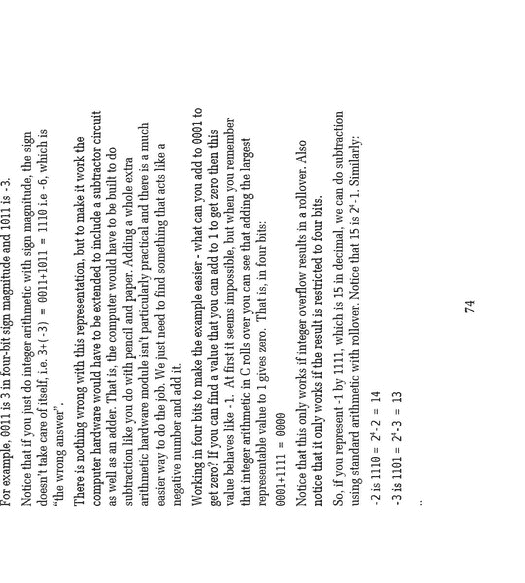 For example, 0011 is 3 in four-bit sign magnitude and 1011 is -3.
Notice that if you just do integer arithmetic with sign magnitude, the sign
doesn't take care of itself, i.e. 3+(-3) = 0011+1011 = 1110 i.e -6, which is
"the wrong answer".
There is nothing wrong with this representation, but to make it work the
computer hardware would have to be extended to include a subtractor circuit
as well as an adder. That is, the computer would have to be built to do
subtraction like you do with pencil and paper. Adding a whole extra
arithmetic hardware module isn't particularly practical and there is a much
easier way to do the job. We just need to find something that acts like a
negative number and add it.
Working in four bits to make the example easier - what can you add to 0001 to
get zero? If you can find a value that you can add to 1 to get zero then this
value behaves like -1. At first it seems impossible, but when you remember
that integer arithmetic in C rolls over you can see that adding the largest
representable value to 1 gives zero. That is, in four bits:
0001+1111 = 0000
Notice that this only works if integer overflow results in a rollover. Also
notice that it only works if the result is restricted to four bits.
So, if you represent -1 by 1111, which is 15 in decimal, we can do subtraction
using standard arithmetic with rollover. Notice that 15 is 2⁴-1. Similarly:
-2 is 1110 = 2⁴-2 = 14
-3 is 1101 = 2⁴-3 = 13
..
74